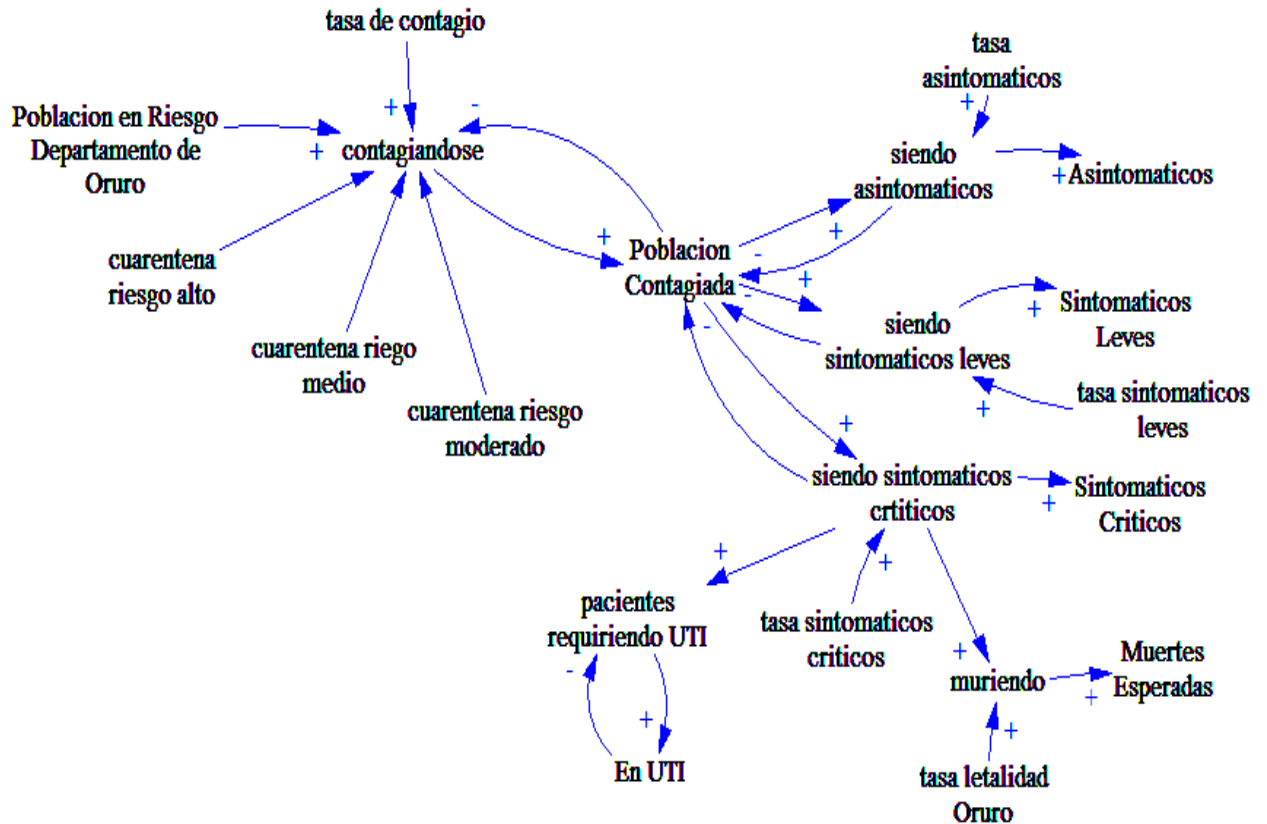 tasa de contagio
+
-
Poblacion en Riesgo
Departamento de
Oruro
+
contagiandose
cuarentena
riesgo alto
cuarentena riego
medio
cuarentena riesgo
moderado
+
Poblacion
Contagiada
tasa
asintomaticos
+
siendo
asintomaticos
+Asintomaticos
+
-
+
-
siendo
sintomaticos leves
+
Sintomaticos
Leves
+
tasa sintomaticos
leves
-
+
siendo sintomaticos
crtiticos
+
Sintomaticos
Criticos
+
pacientes
requiriendo UTI
+
tasa sintomaticos
criticos
-
+
En UTI
+
muriendo
+
Muertes
Esperadas
+
tasa letalidad
Oruro